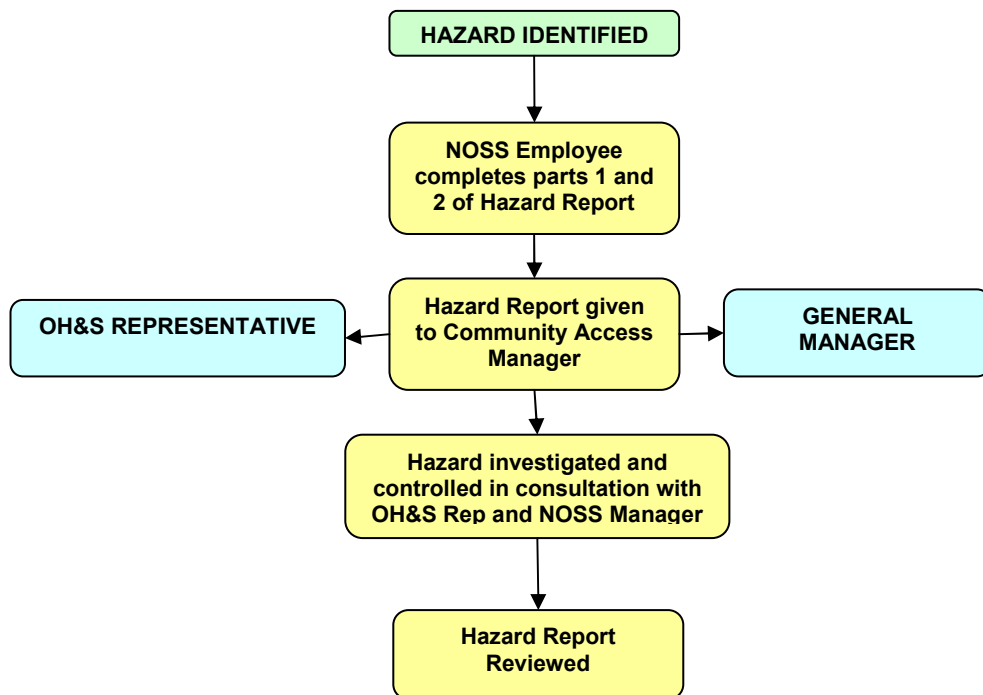 HAZARD IDENTIFIED
NOSS Employee
completes parts 1 and
2 of Hazard Report
Hazard Report given
to Community Access
Manager
OH&S REPRESENTATIVE
GENERAL
MANAGER
Hazard investigated and
controlled in consultation with
OH&S Rep and NOSS Manager
Hazard Report
Reviewed